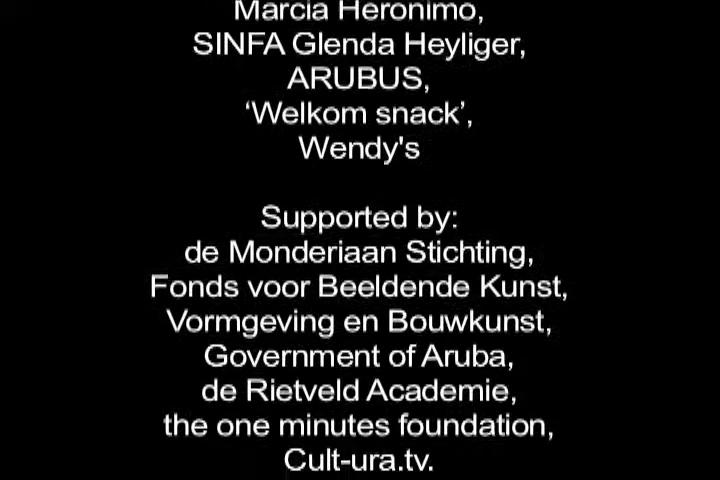 Marcia Heronimo,
SINFA Glenda Heyliger,
ARUBUS,
‘Welkom snack’,
Wendy's
Supported by:
de Monderiaan Stichting,
Fonds voor Beeldende Kunst,
Vormgeving en Bouwkunst,
Government of Aruba,
de Rietveld Academie,
the one minutes foundation,
Cult-ura.tv.